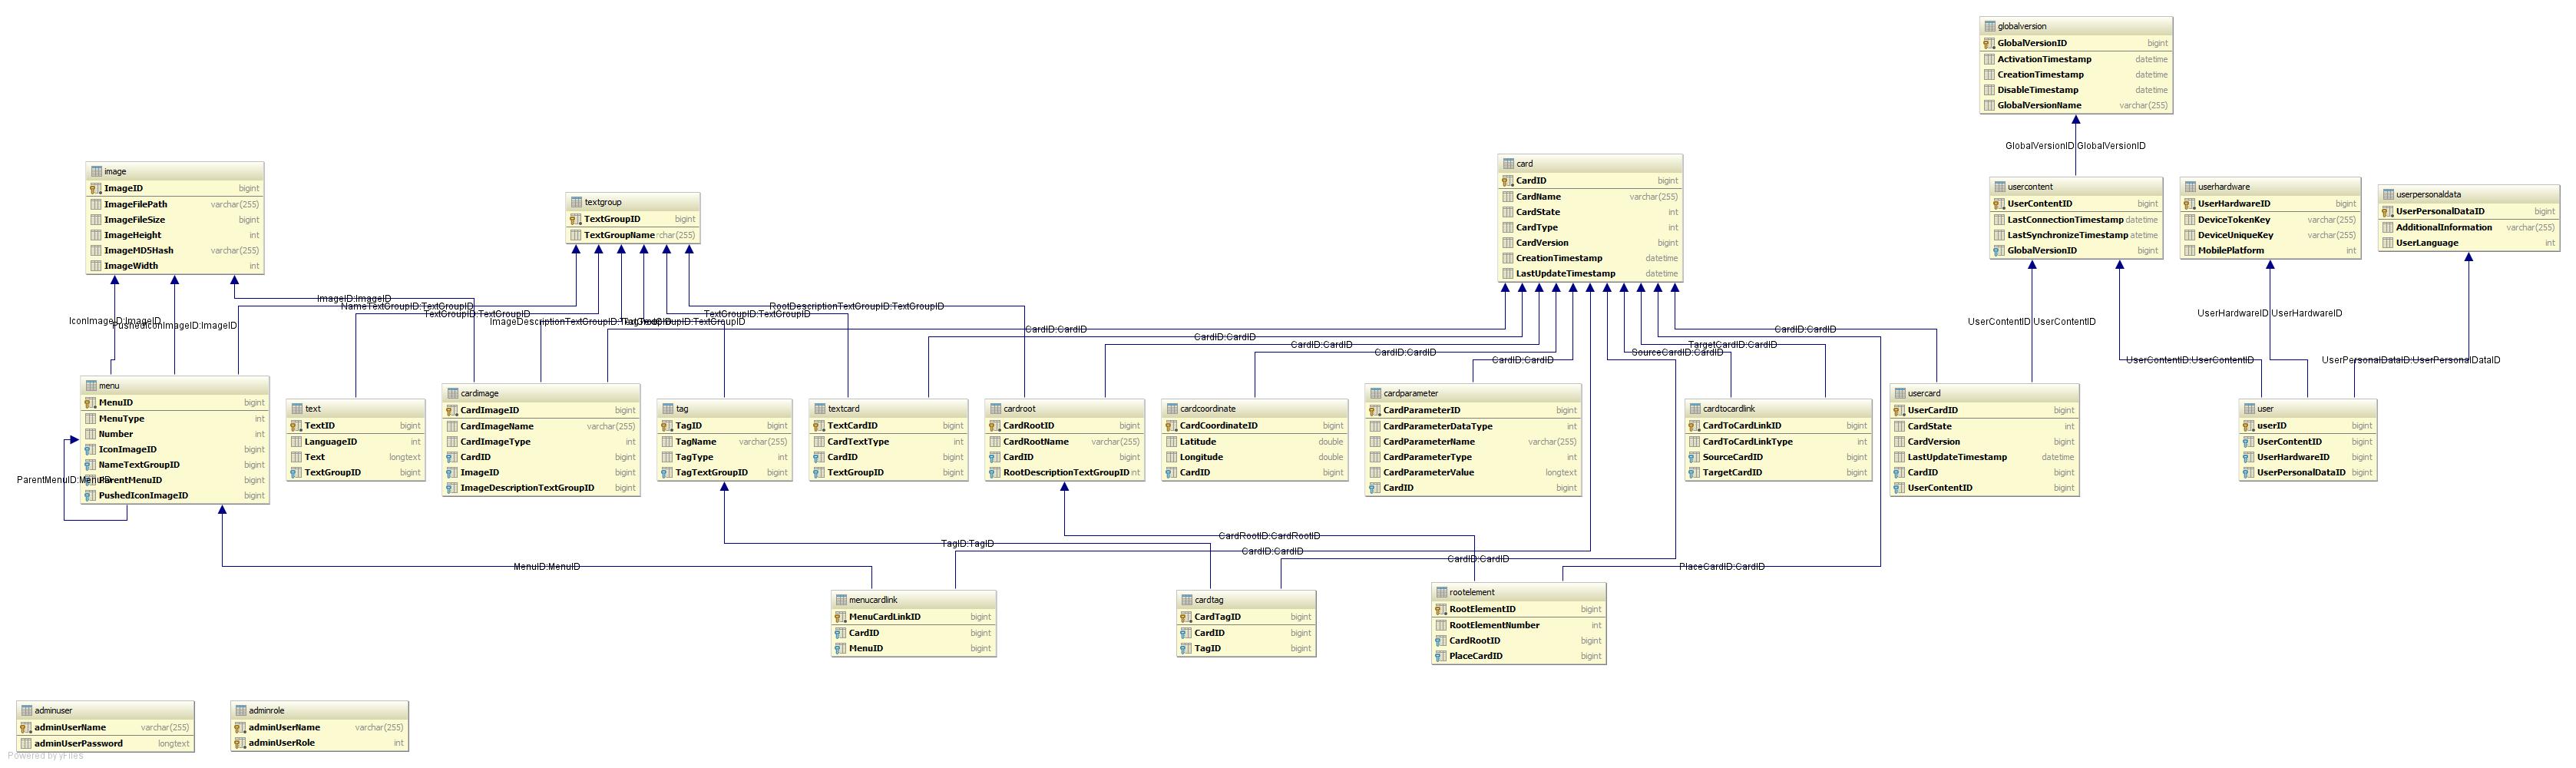 globalversion
GlobalVersionID bigint
ActivationTimestamp datetime
CreationTimestamp datetime
DisableTimestamp datetime
GlobalVersionName varchar(255)
GlobalVersionID:GlobalVersionID
image
ImageID bigint
ImageFilePath varchar(255)
ImageFileSize bigint
ImageHeight int
ImageMD5Hash varchar(255)
ImageWidth int
textgroup
TextGroupID bigint
TextGroupName rchar(255)
card
CardID bigint
CardName varchar(255)
CardState int
CardType int
CardVersion bigint
CreationTimestamp datetime
LastUpdateTimestamp datetime
usercontent
UserContentID bigint
LastConnectionTimestamp datetime
LastSynchronizeTimestamp atetime
GlobalVersionID bigint
userhardware
UserHardwareID bigint
DeviceTokenKey varchar(255)
DeviceUniqueKey varchar(255)
MobilePlatform int
userpersonaldata
UserPersonalDataID bigint
AdditionalInformation varchar(255)
UserLanguage int
ImageID:ImageID
NameTextGroupID:TextGroupID
RootDescriptionTextGroupID:TextGroupID
TextGroupID:TextGroupID
TextGroupID:TextGroupID
IconImageID:ImageID
PushedIconImageID:ImageID
ImageDescriptionTextGroupID:
TextGroupID:TextGroupID
CardID:CardID
CardID:CardID
UserContentID:UserContentID
UserHardwareID:UserHardwareID
CardID:CardID
CardID:CardID
TargetCardID:CardID
CardID:CardID
SourceCardID:CardID
CardID:CardID
UserContentID:UserContentID
UserPersonalDataID:UserPersonalDataID
menu
MenuID bigint
MenuType int
Number int
IconImageID bigint
NameTextGroupID bigint
ParentMenuID bigint
PushedIconImageID bigint
ParentMenuID:MenuID
text
TextID bigint
LanguageID int
Text longtext
TextGroupID bigint
cardimage
CardImageID bigint
CardImageName varchar(255)
CardImageType int
CardID bigint
ImageID bigint
ImageDescriptionTextGroupID bigint
tag
TagID bigint
TagName varchar(255)
TagType int
TagTextGroupID bigint
textcard
TextCardID bigint
CardTextType int
CardID bigint
TextGroupID bigint
cardroot
CardRootID bigint
CardRootName varchar(255)
CardID bigint
RootDescriptionTextGroupID int
cardcoordinate
CardCoordinateID bigint
Latitude double
Longitude double
CardID bigint
cardparameter
CardParameterID bigint
CardParameterDataType int
CardParameterName varchar(255)
CardParameterType int
CardParameterValue longtext
CardID bigint
cardtocardlink
CardToCardLinkID bigint
CardToCardLinkType int
SourceCardID bigint
TargetCardID bigint
usercard
UserCardID bigint
CardState int
CardVersion bigint
LastUpdateTimestamp datetime
CardID bigint
UserContentID bigint
user
userID bigint
UserContentID bigint
UserHardwareID bigint
UserPersonalDataID bigint
CardRootID:CardRootID
TagID:TagID
CardID:CardID
CardID:CardID
MenuID:MenuID
PlaceCardID:CardID
menucardlink
MenuCardLinkID bigint
CardID bigint
MenuID bigint
cardtag
CardTagID bigint
CardID bigint
TagID bigint
rootelement
RootElementID bigint
RootElementNumber int
CardRootID bigint
PlaceCardID bigint
adminuser
adminUserName varchar(255)
adminUserPassword longtext
adminrole
adminUserName varchar(255)
adminUserRole int
Powered by yFiles